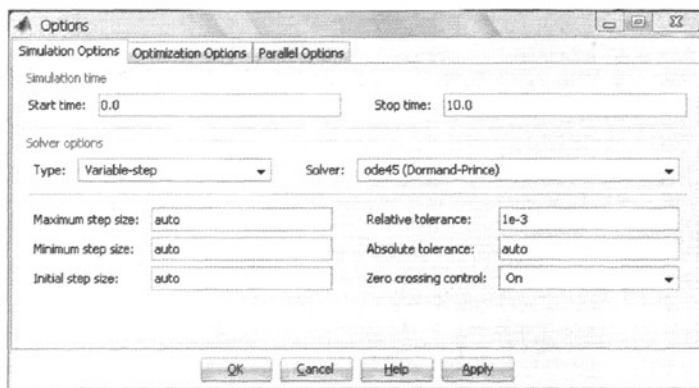 Options
Simulation Options Optimization Options Parallel Options
Simulation time
Start time: 0.0 Stop time: 10.0
Solver options
Type: Variable-step Solver: ode45 (Dormand-Prince)
Maximum step size: auto Relative tolerance: 1e-3
Minimum step size: auto Absolute tolerance: auto
Initial step size: auto Zero crossing control: On
OK Cancel Help Apply